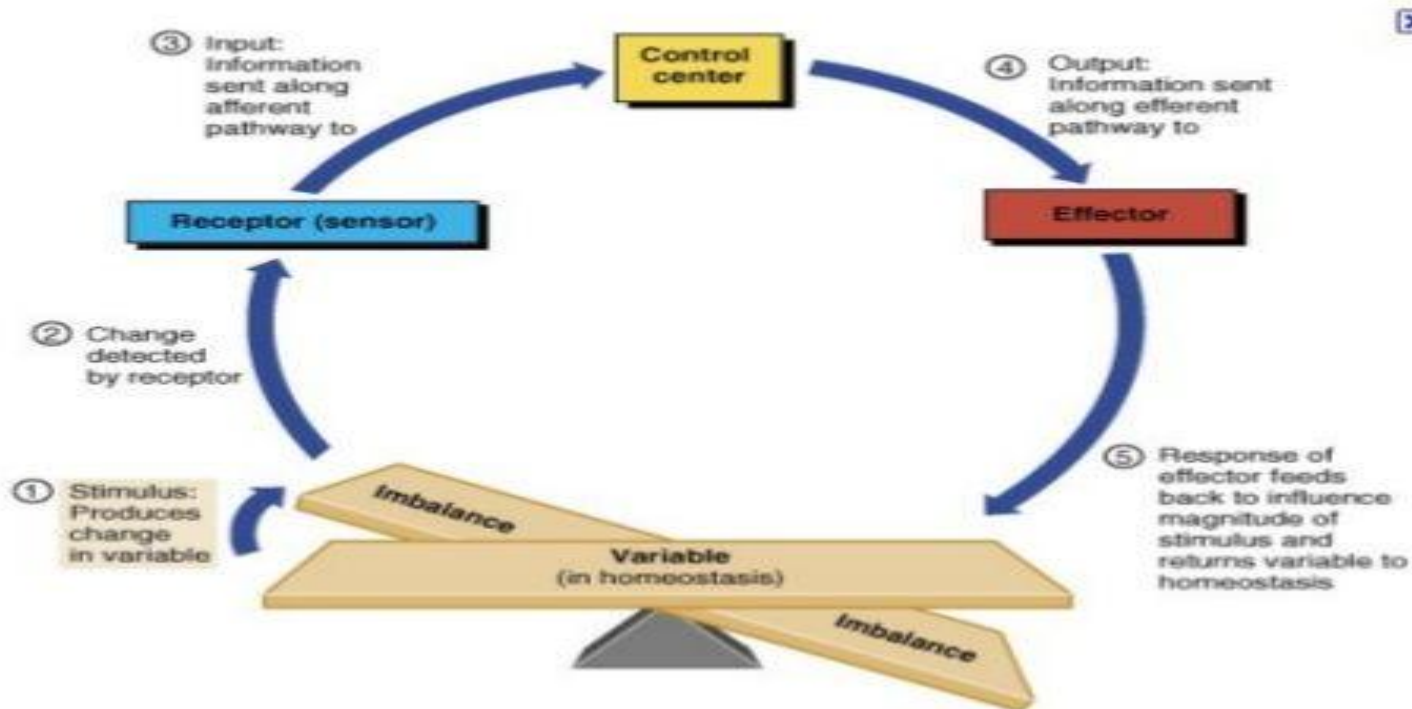 ③ Input:
Information
sent along
afferent
pathway to
Control
center
④ Output:
Information sent
along efferent
pathway to
Receptor (sensor)
Effector
② Change
detected
by receptor
① Stimulus:
Produces
change
in variable
Imbalance
Variable
(in homeostasis)
Imbalance
⑤ Response of
effector feeds
back to influence
magnitude of
stimulus and
returns variable to
homeostasis